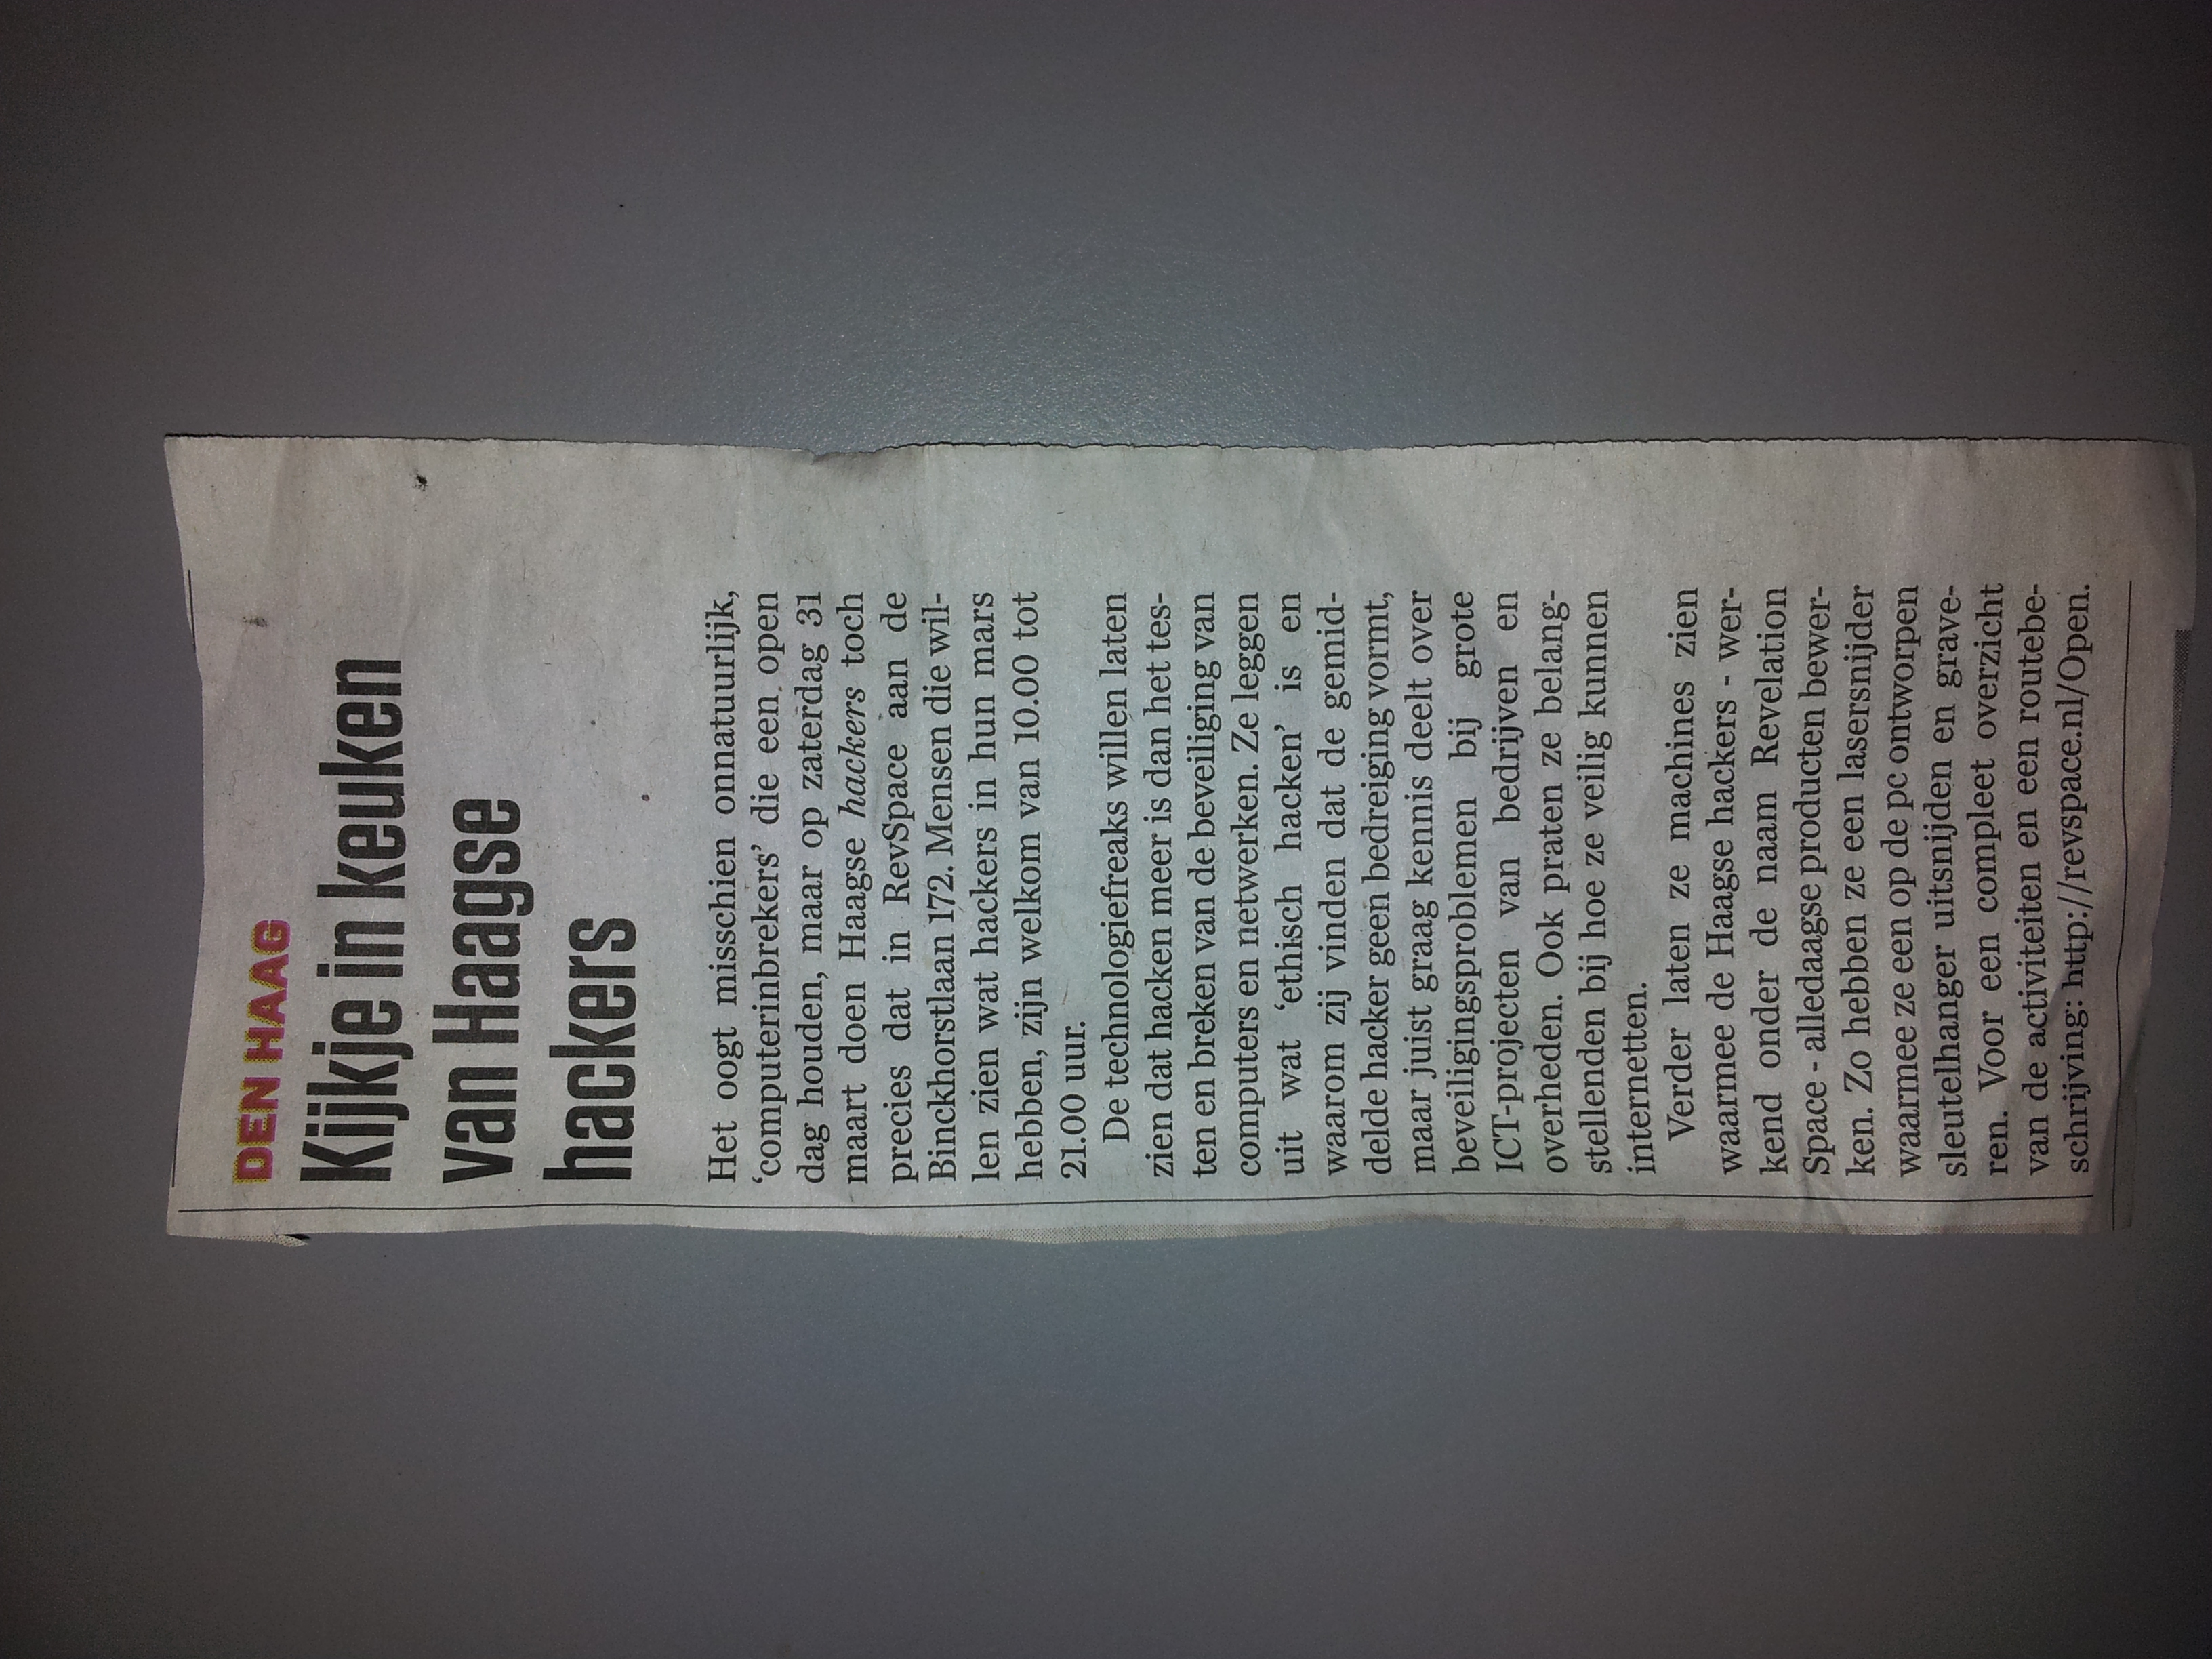 DEN HAAG
Kijkje in keuken
van Haagse
hackers
Het oogt misschien onnatuurlijk,
‘computerinbrekers’ die een open
dag houden, maar op zaterdag 31
maart doen Haagse hackers toch
precies dat in RevSpace aan de
Binckhorstlaan 172. Mensen die wil-
len zien wat hackers in hun mars
hebben, zijn welkom van 10.00 tot
21.00 uur.
De technologiefreaks willen laten
zien dat hacken meer is dan het tes-
ten en breken van de beveiliging van
computers en netwerken. Ze leggen
uit wat ‘ethisch hacken’ is en
waarom zij vinden dat de gemid-
delde hacker geen bedreiging vormt,
maar juist graag kennis deelt over
beveiligingsproblemen bij grote
ICT-projecten van bedrijven en
overheden. Ook praten ze belang-
stellenden bij hoe ze veilig kunnen
internetten.
Verder laten ze machines zien
waarmee de Haagse hackers - wer-
kend onder de naam Revelation
Space - alledaagse producten bewer-
ken. Zo hebben ze een lasersnijder
waarmee ze een op de pc ontworpen
sleutelhanger uitsnijden en grave-
ren. Voor een compleet overzicht
van de activiteiten en een routebe-
schrijving: http://revspace.nl/Open.